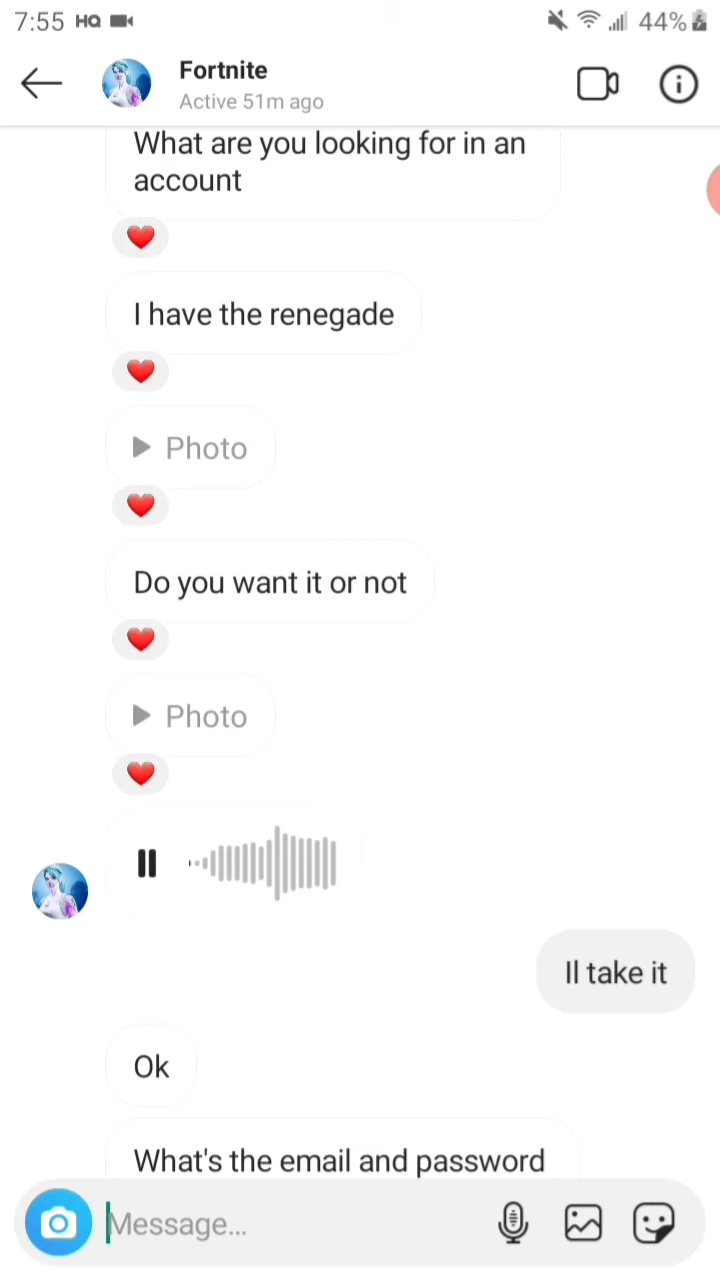 7:55 HQ 44%
Fortnite
Active 51m ago
What are you looking for in an
account
I have the renegade
Photo
Do you want it or not
Photo
Il take it
Ok
What's the email and password
Message...